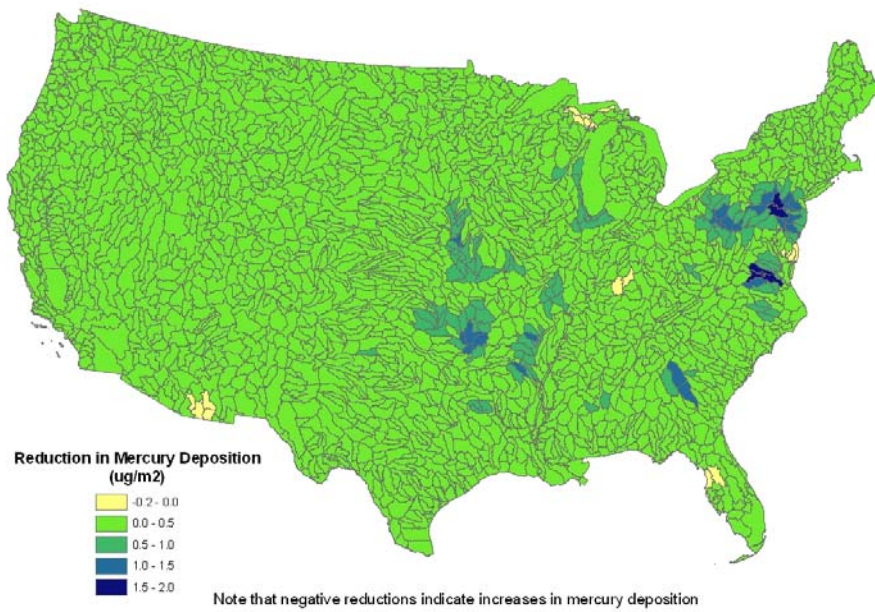 Reduction in Mercury Deposition
(ug/m2)
-0.2 - 0.0
0.0 - 0.5
0.5 - 1.0
1.0 - 1.5
1.5 - 2.0
Note that negative reductions indicate increases in mercury deposition